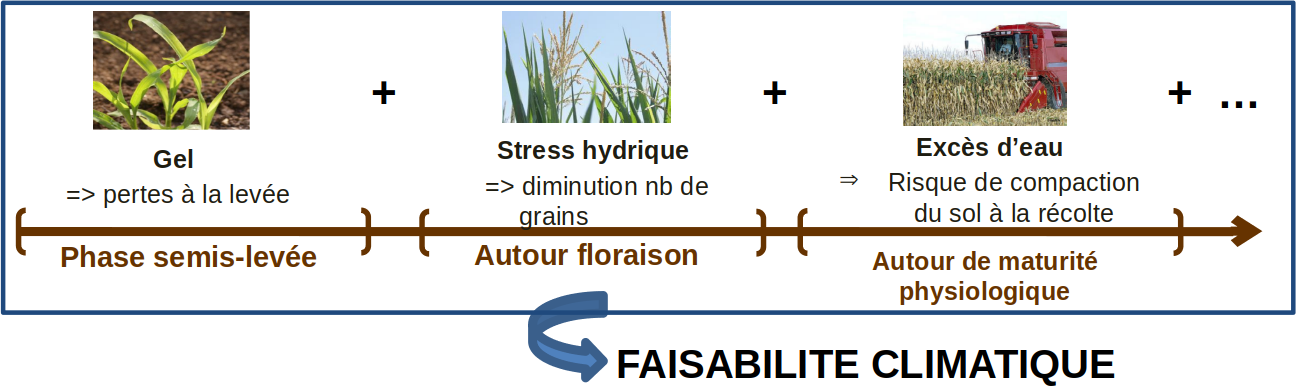 +
+
+ ...
Gel
=> pertes à la levée
Stress hydrique
=> diminution nb de
grains
Excès d’eau
⇒ Risque de compaction
du sol à la récolte
Phase semis-levée
Autour floraison
Autour de maturité
physiologique
FAISABILITE CLIMATIQUE